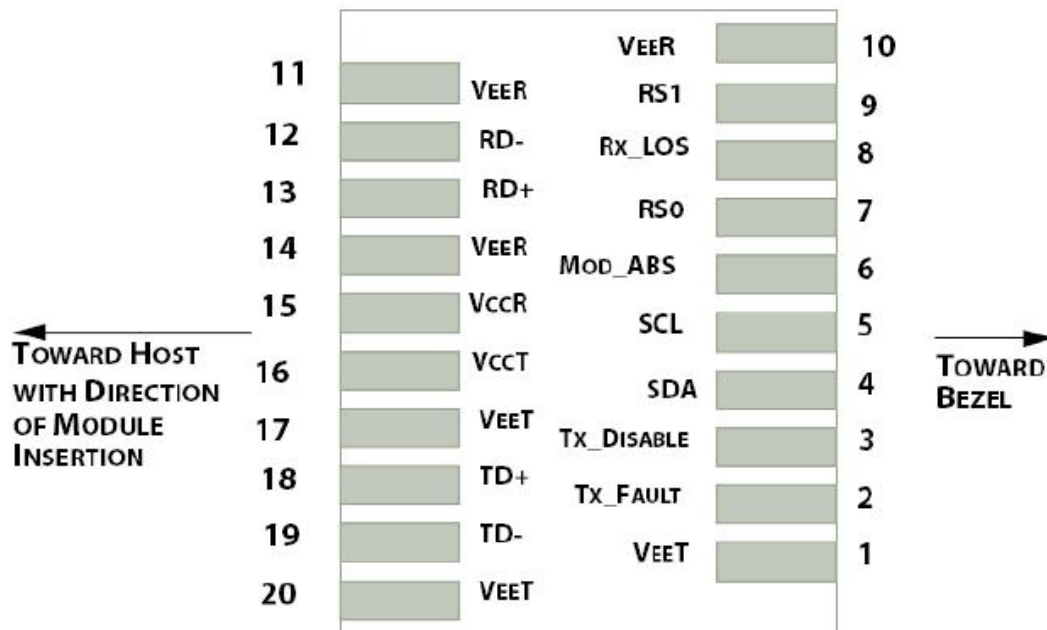 11 VEER
12 RD-
13 RD+
14 VEER
15 VCCR
16 VCCT
17 VEET
18 TD+
19 TD-
20 VEET
VEER 10
RS1 9
RX_LOS 8
RS0 7
MOD_ABS 6
SCL 5
SDA 4
TX_DISABLE 3
TX_FAULT 2
VEET 1
TOWARD HOST
WITH DIRECTION
OF MODULE
INSERTION
TOWARD
BEZEL